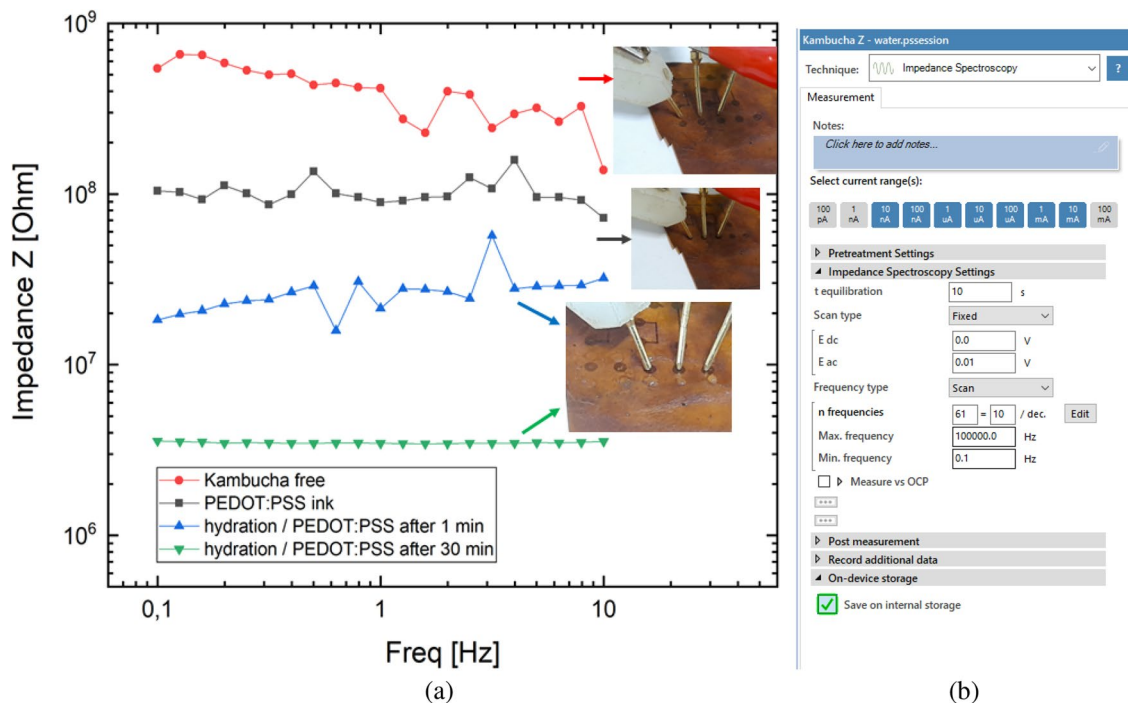 10⁹
10⁸
10⁷
10⁶
Impedance Z [Ohm]
Kambucha free
PEDOT:PSS ink
hydration / PEDOT:PSS after 1 min
hydration / PEDOT:PSS after 30 min
0,1 1 10
Freq [Hz]
(a)
Kambucha Z - water.pssession
Technique: Impedance Spectroscopy ?
Measurement
Notes:
Click here to add notes...
Select current range(s):
100 pA 1 nA 10 nA 100 nA 1 uA 10 uA 100 uA 1 mA 10 mA 100 mA
Pretreatment Settings
Impedance Spectroscopy Settings
t equilibration 10 s
Scan type Fixed
E dc 0.0 V
E ac 0.01 V
Frequency type Scan
n frequencies 61 = 10 / dec. Edit
Max. frequency 100000.0 Hz
Min. frequency 0.1 Hz
Measure vs OCP
Post measurement
Record additional data
On-device storage
Save on internal storage
(b)